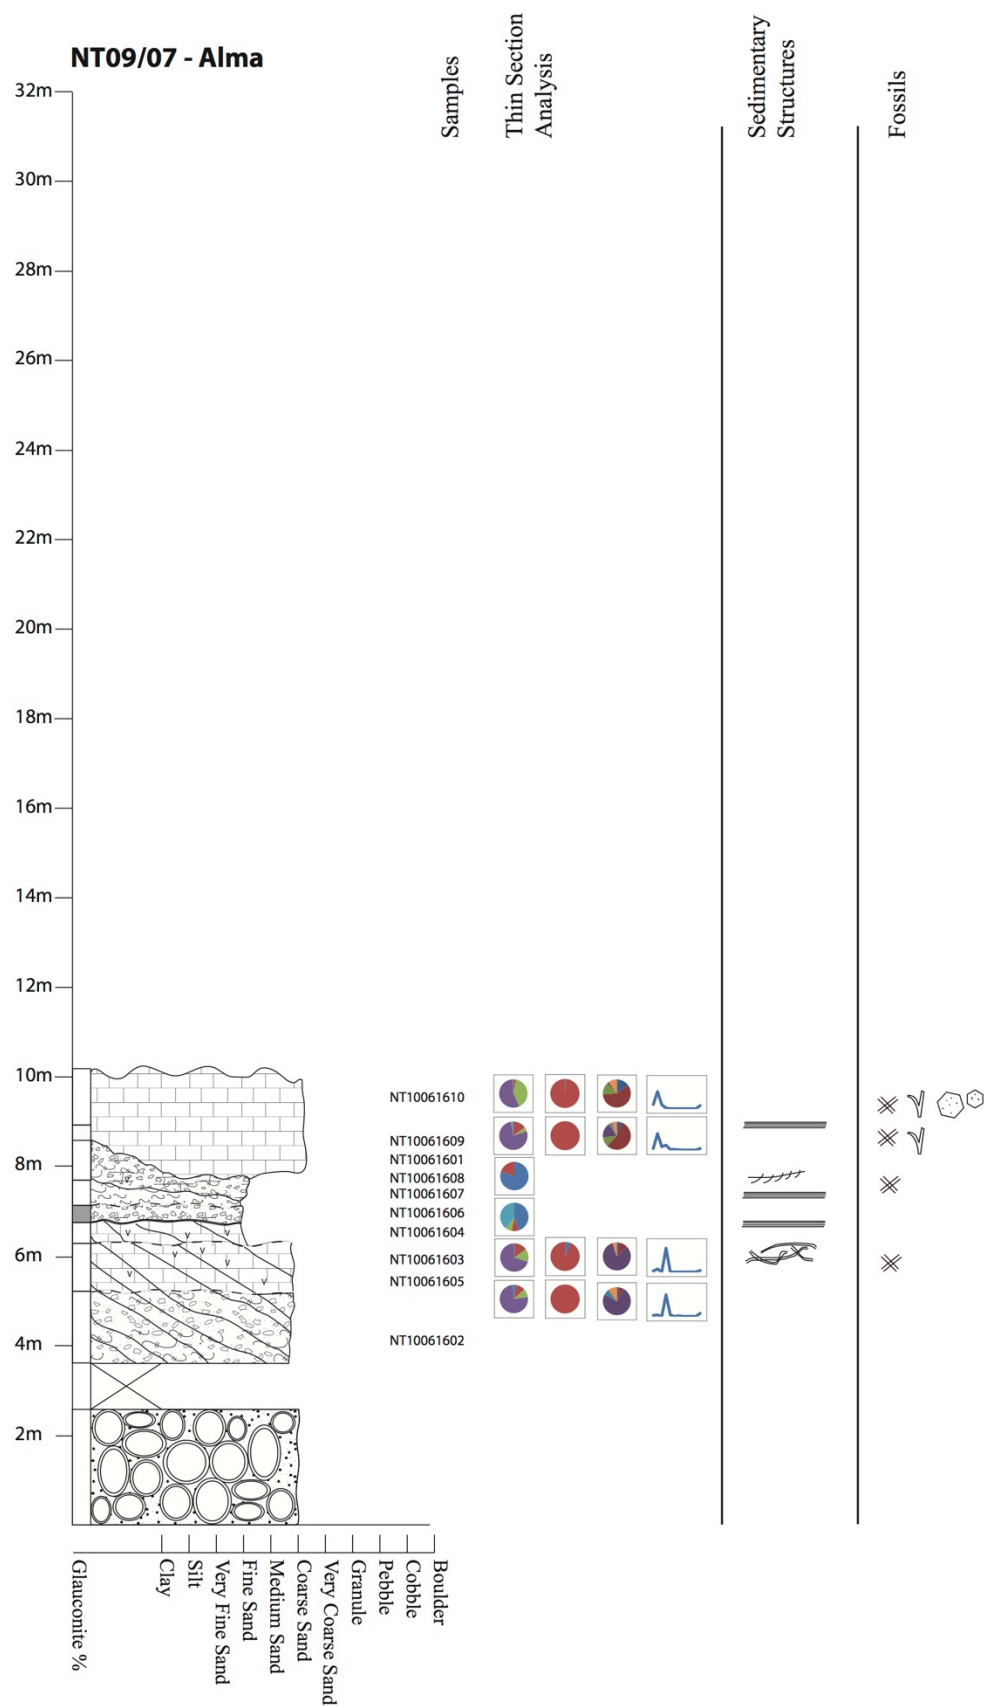 NT09/07 - Alma
Samples
Thin Section
Analysis
Sedimentary
Structures
Fossils
32m
30m
28m
26m
24m
22m
20m
18m
16m
14m
12m
10m
8m
6m
4m
2m
NT10061610
NT10061609
NT10061601
NT10061608
NT10061607
NT10061606
NT10061604
NT10061603
NT10061605
NT10061602
v v v
v v
v v
v
Glauconite %
Clay
Silt
Very Fine Sand
Fine Sand
Medium Sand
Coarse Sand
Very Coarse Sand
Granule
Pebble
Cobble
Boulder